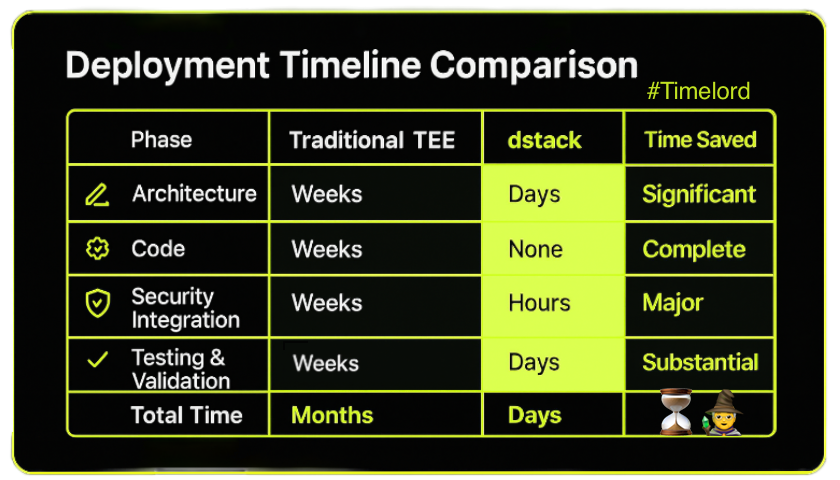 Deployment Timeline Comparison
#Timelord
Phase Traditional TEE dstack Time Saved
Architecture Weeks Days Significant
Code Weeks None Complete
Security
Integration Weeks Hours Major
Testing &
Validation Weeks Days Substantial
Total Time Months Days